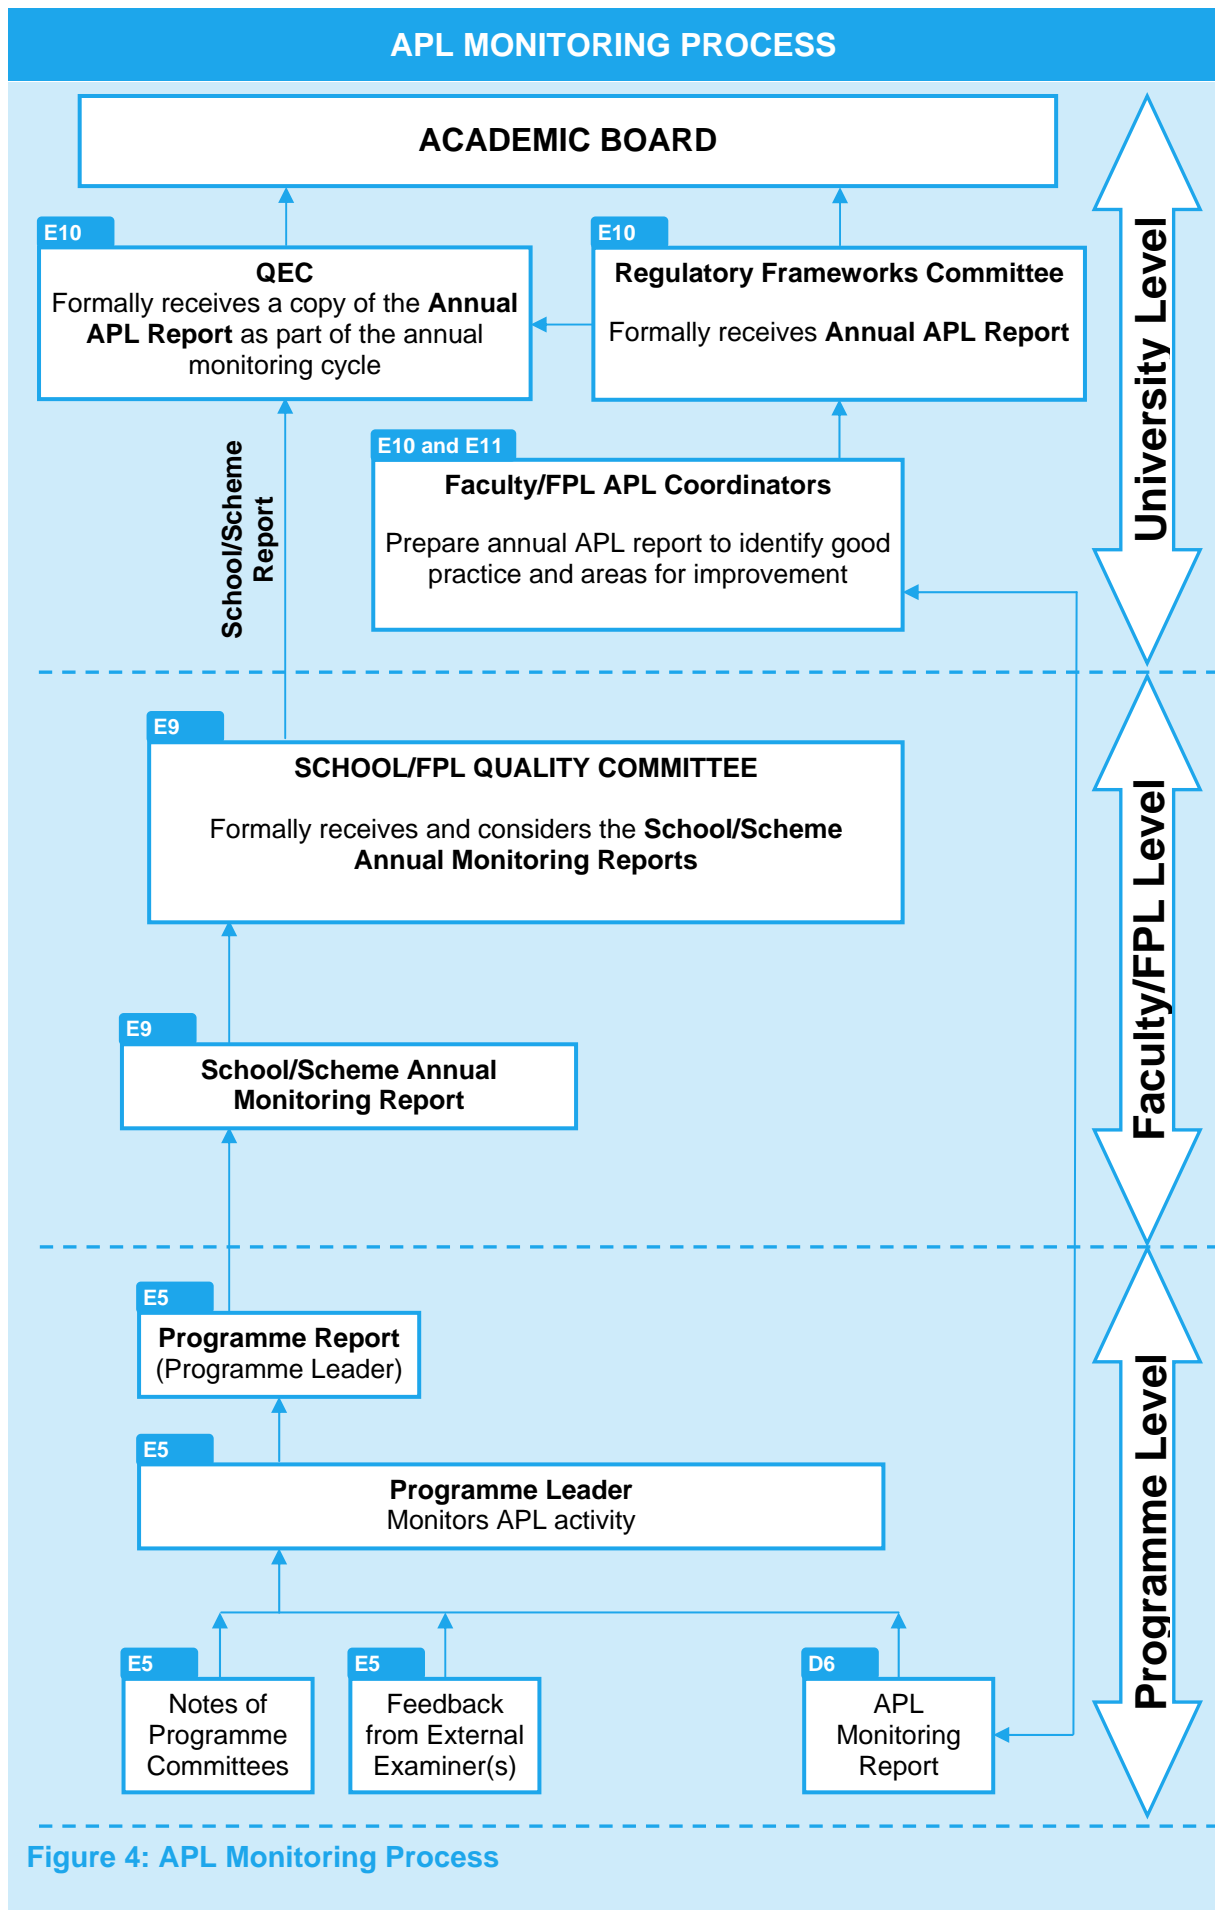 APL MONITORING PROCESS
ACADEMIC BOARD
E10
QEC
Formally receives a copy of the Annual
APL Report as part of the annual
monitoring cycle
E10
Regulatory Frameworks Committee
Formally receives Annual APL Report
E10 and E11
Faculty/FPL APL Coordinators
Prepare annual APL report to identify good
practice and areas for improvement
School/Scheme
Report
University Level
E9
SCHOOL/FPL QUALITY COMMITTEE
Formally receives and considers the School/Scheme
Annual Monitoring Reports
E9
School/Scheme Annual
Monitoring Report
Faculty/FPL Level
E5
Programme Report
(Programme Leader)
E5
Programme Leader
Monitors APL activity
E5
Notes of
Programme
Committees
E5
Feedback
from External
Examiner(s)
D6
APL
Monitoring
Report
Programme Level
Figure 4: APL Monitoring Process